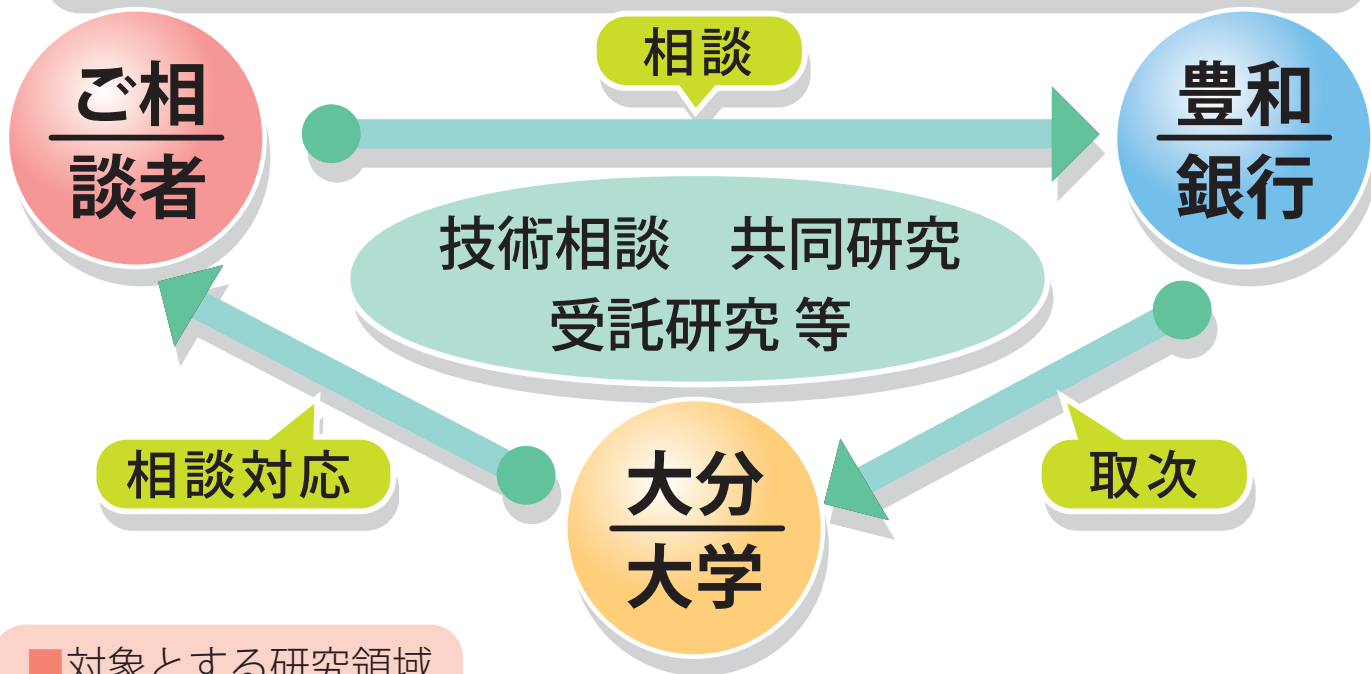 相談
ご相
談者
豊和
銀行
技術相談　共同研究
受託研究 等
相談対応
取次
大分
大学
■対象とする研究領域